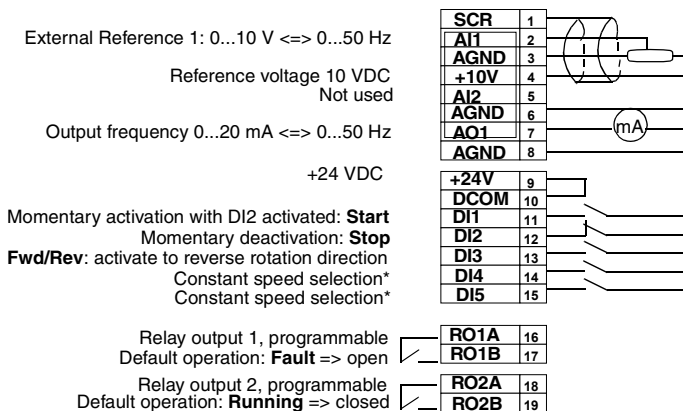 SCR 1
External Reference 1: 0...10 V <=> 0...50 Hz AI1 2
AGND 3
Reference voltage 10 VDC +10V 4
Not used AI2 5
AGND 6
Output frequency 0...20 mA <=> 0...50 Hz AO1 7
mA
AGND 8
+24 VDC +24V 9
DCOM 10
Momentary activation with DI2 activated: Start DI1 11
Momentary deactivation: Stop DI2 12
Fwd/Rev: activate to reverse rotation direction DI3 13
Constant speed selection* DI4 14
Constant speed selection* DI5 15
Relay output 1, programmable RO1A 16
Default operation: Fault => open RO1B 17
Relay output 2, programmable RO2A 18
Default operation: Running => closed RO2B 19